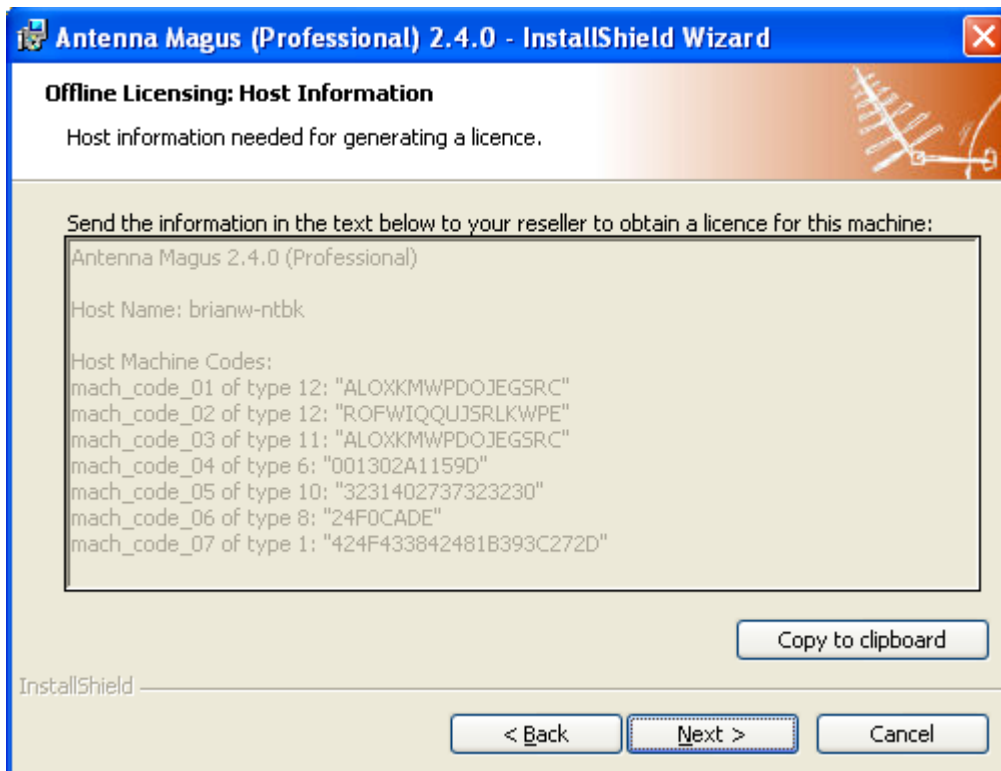 Antenna Magus (Professional) 2.4.0 - InstallShield Wizard
Offline Licensing: Host Information
Host information needed for generating a licence.
Send the information in the text below to your reseller to obtain a licence for this machine:
Antenna Magus 2.4.0 (Professional)
Host Name: brianw-ntbk
Host Machine Codes:
mach_code_01 of type 12: "ALOXKMWPDOJEGSRC"
mach_code_02 of type 12: "ROFWIQQUJSRLKWPE"
mach_code_03 of type 11: "ALOXKMWPDOJEGSRC"
mach_code_04 of type 6: "001302A1159D"
mach_code_05 of type 10: "3231402737323230"
mach_code_06 of type 8: "24F0CADE"
mach_code_07 of type 1: "424F433842481B393C272D"
Copy to clipboard
InstallShield
< Back Next > Cancel